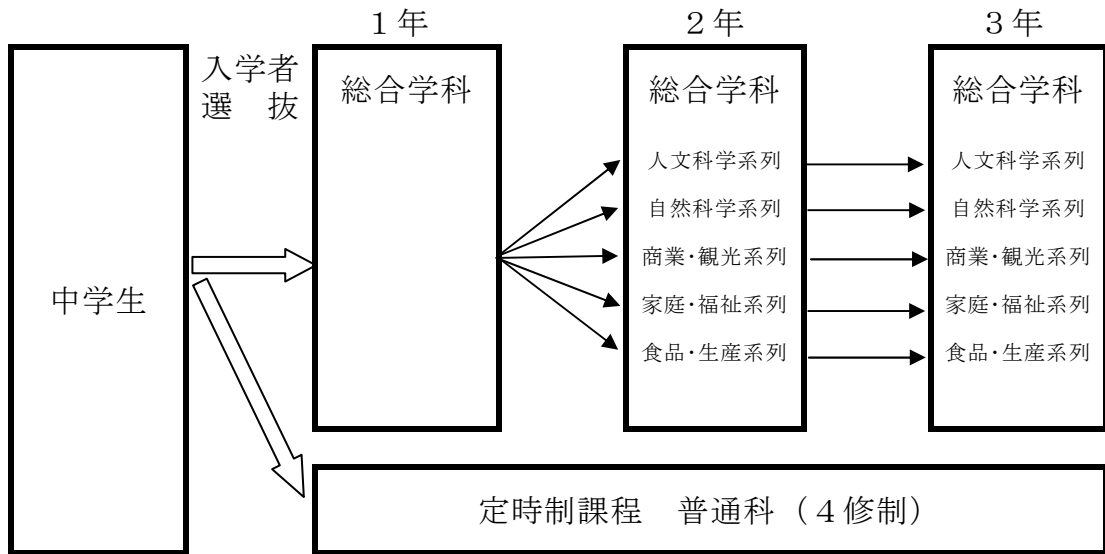 1年
2年
3年
入学者
選 抜
中学生
総合学科
総合学科
人文科学系列
自然科学系列
商業・観光系列
家庭・福祉系列
食品・生産系列
総合学科
人文科学系列
自然科学系列
商業・観光系列
家庭・福祉系列
食品・生産系列
定時制課程 普通科（4修制）